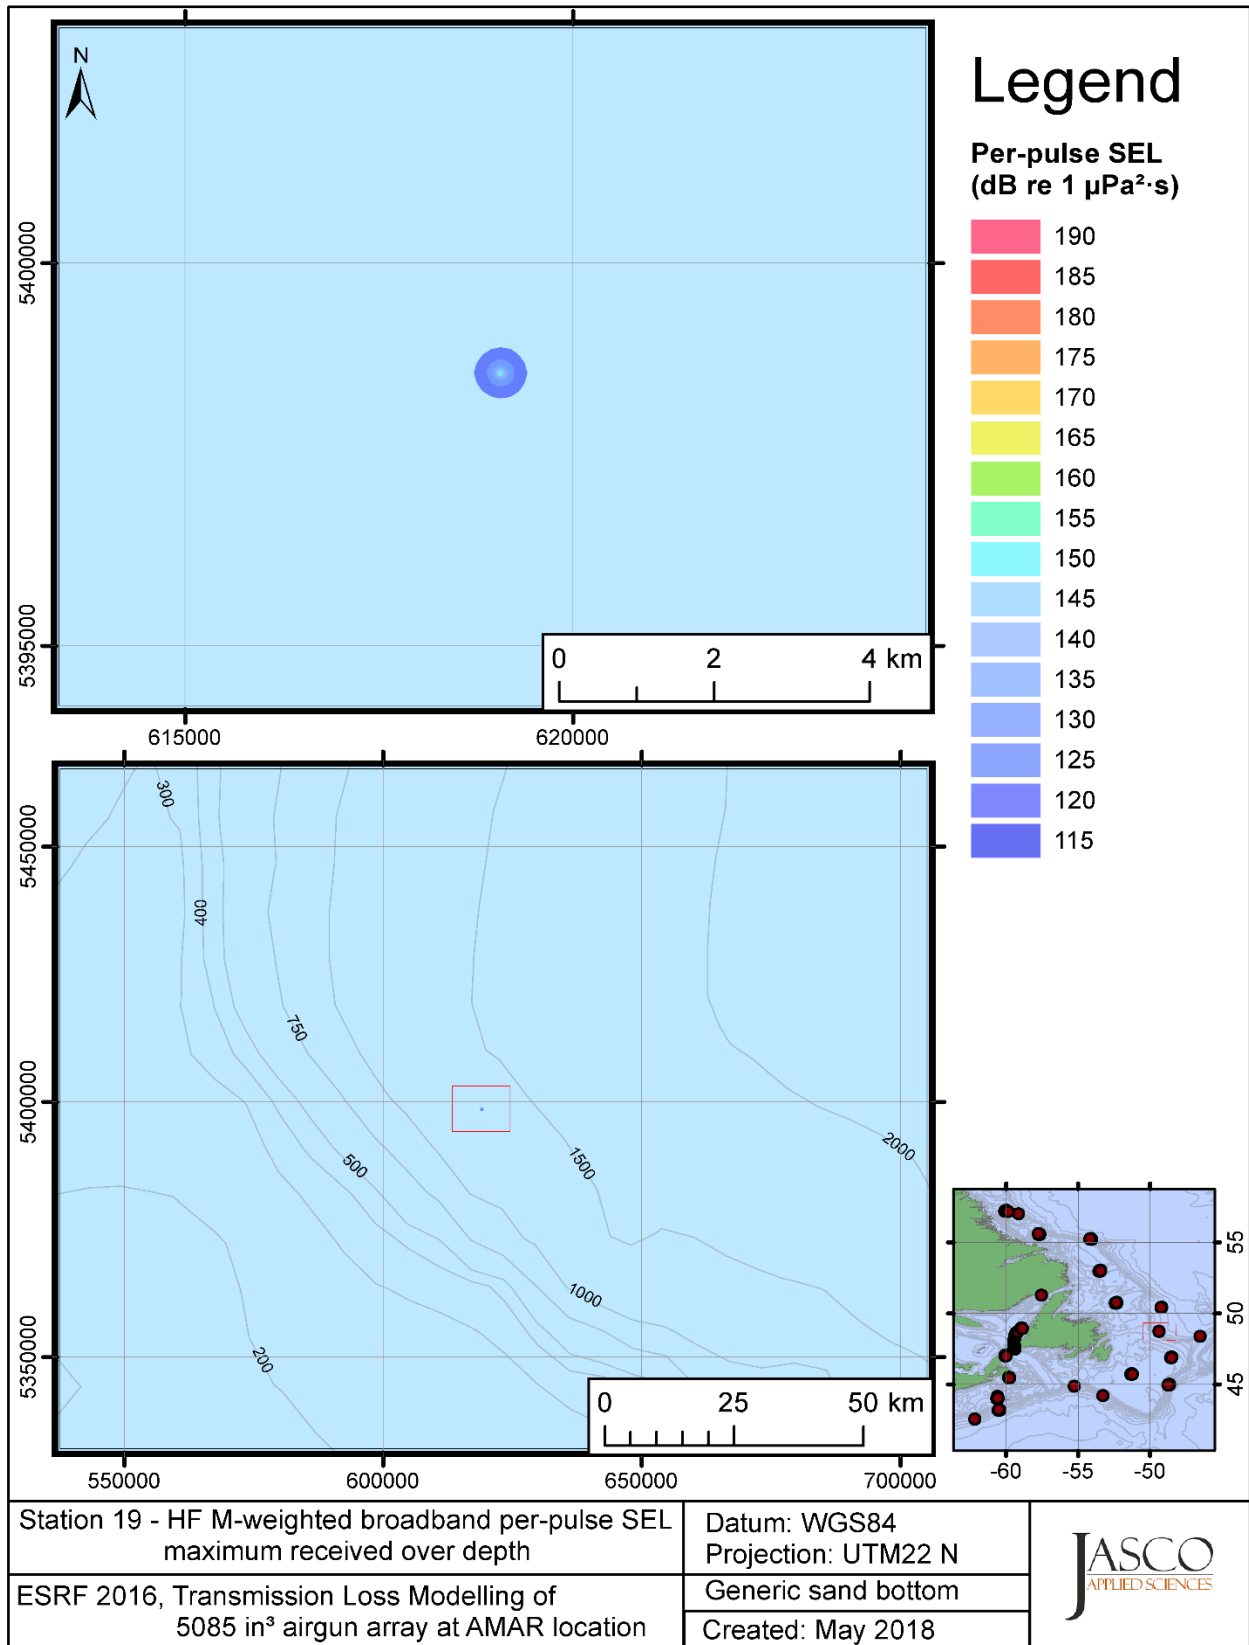 N
5400000
5395000
0 2 4 km
615000 620000
Legend
Per-pulse SEL
(dB re 1 µPa²·s)
190
185
180
175
170
165
160
155
150
145
140
135
130
125
120
115
5450000
5400000
5350000
300
400
750
500
1500
2000
1000
200
0 25 50 km
550000 600000 650000 700000
55
50
45
-60 -55 -50
Station 19 - HF M-weighted broadband per-pulse SEL
maximum received over depth
ESRF 2016, Transmission Loss Modelling of
5085 in³ airgun array at AMAR location
Datum: WGS84
Projection: UTM22 N
Generic sand bottom
Created: May 2018
JASCO
APPLIED SCIENCES